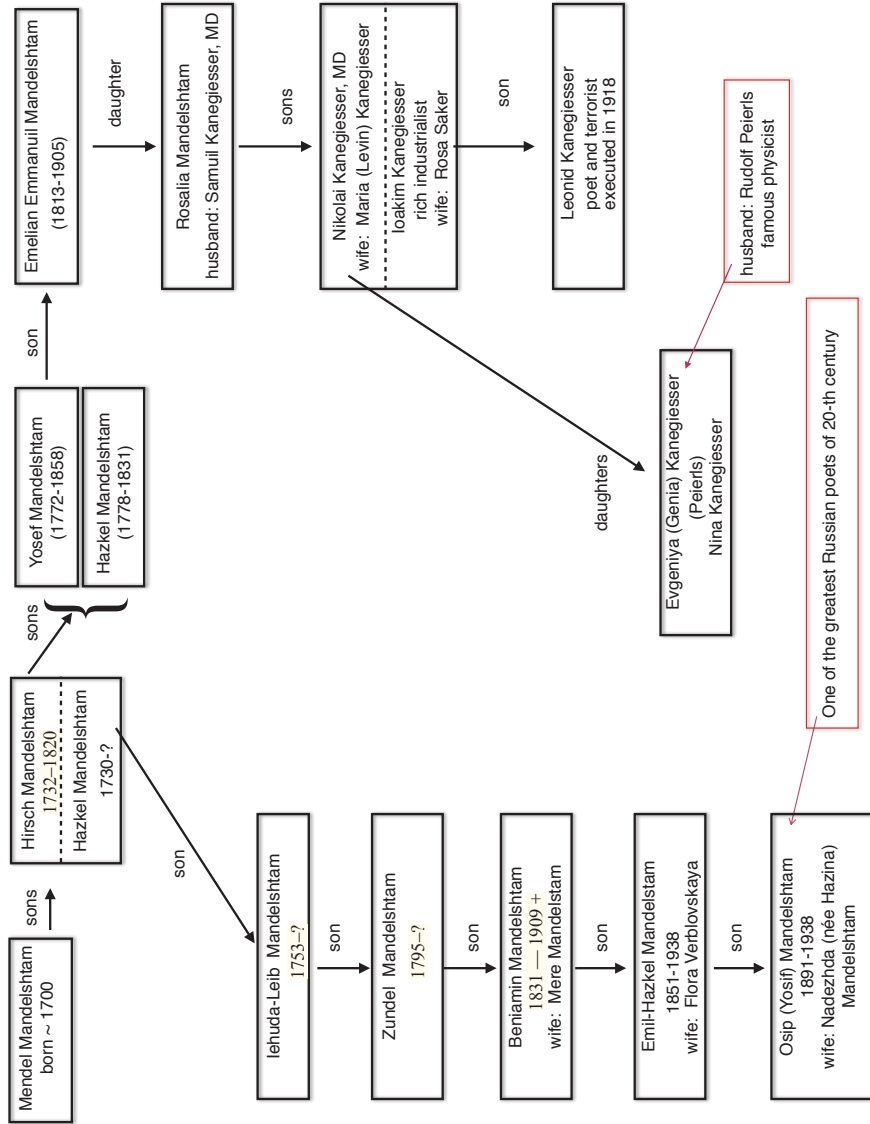 Mendel Mandelshtam
born ~ 1700
sons
Hirsch Mandelshtam
1732–1820
Hazkel Mandelshtam
1730-?
sons
Yosef Mandelshtam
(1772-1858)
Hazkel Mandelshtam
(1778-1831)
son
Emelian Emmanuil Mandelshtam
(1813-1905)
daughter
Rosalia Mandelshtam
husband: Samuil Kanegiesser, MD
sons
Nikolai Kanegiesser, MD
wife: Maria (Levin) Kanegiesser
Ioakim Kanegiesser
rich industrialist
wife: Rosa Saker
son
Leonid Kanegiesser
poet and terrorist
executed in 1918
daughters
Evgeniya (Genia) Kanegiesser
(Peierls)
Nina Kanegiesser
husband: Rudolf Peierls
famous physicist
son
Iehuda-Leib Mandelshtam
1753–?
son
Zundel Mandelshtam
1795–?
son
Beniamin Mandelshtam
1831 — 1909 +
wife: Mere Mandelstam
son
Emil-Hazkel Mandelstam
1851-1938
wife: Flora Verblovskaya
son
Osip (Yosif) Mandelshtam
1891-1938
wife: Nadezhda (née Hazina)
Mandelshtam
One of the greatest Russian poets of 20-th century